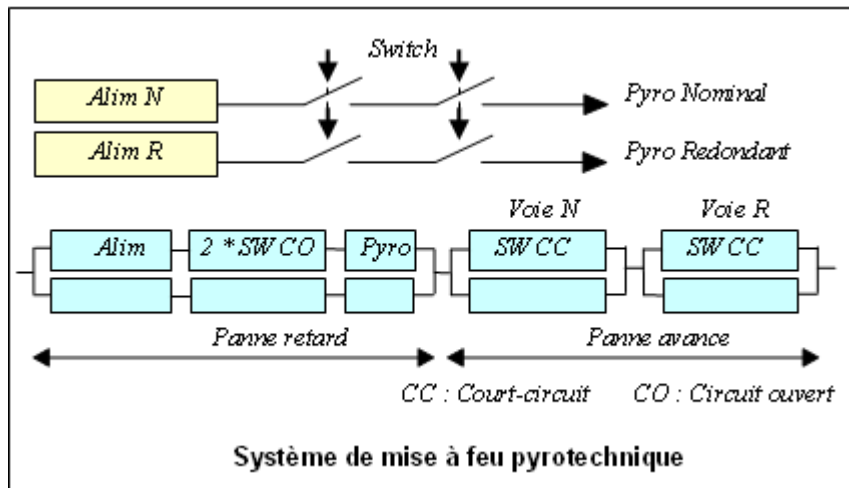 Switch
Alim N
Pyro Nominal
Alim R
Pyro Redondant
Voie N Voie R
Alim 2 * SW CO Pyro SW CC SW CC
Panne retard Panne avance
CC : Court-circuit CO : Circuit ouvert
Système de mise à feu pyrotechnique